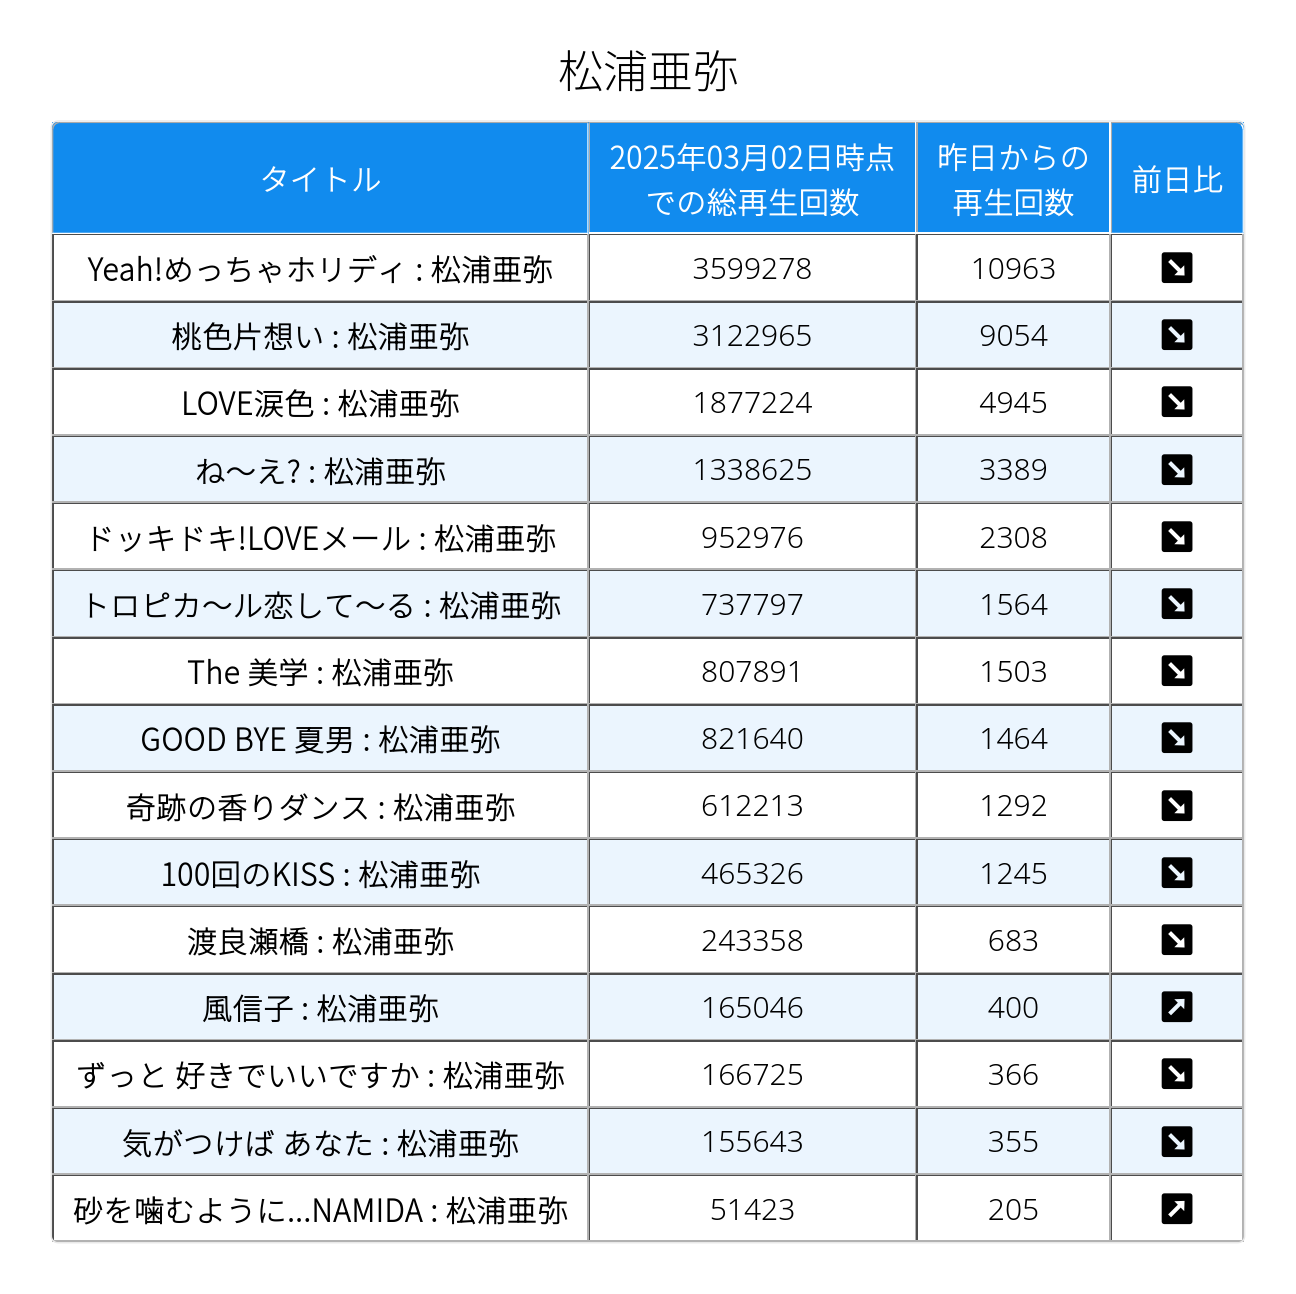 松浦亜弥
タイトル 2025年03月02日時点での総再生回数 昨日からの再生回数 前日比
Yeah!めっちゃホリディ : 松浦亜弥 3599278 10963 ↘
桃色片想い : 松浦亜弥 3122965 9054 ↘
LOVE涙色 : 松浦亜弥 1877224 4945 ↘
ね〜え? : 松浦亜弥 1338625 3389 ↘
ドッキドキ!LOVEメール : 松浦亜弥 952976 2308 ↘
トロピカ〜ル恋して〜る : 松浦亜弥 737797 1564 ↘
The 美学 : 松浦亜弥 807891 1503 ↘
GOOD BYE 夏男 : 松浦亜弥 821640 1464 ↘
奇跡の香りダンス : 松浦亜弥 612213 1292 ↘
100回のKISS : 松浦亜弥 465326 1245 ↘
渡良瀬橋 : 松浦亜弥 243358 683 ↘
風信子 : 松浦亜弥 165046 400 ↗
ずっと 好きでいいですか : 松浦亜弥 166725 366 ↘
気がつけば あなた : 松浦亜弥 155643 355 ↘
砂を噛むように...NAMIDA : 松浦亜弥 51423 205 ↗